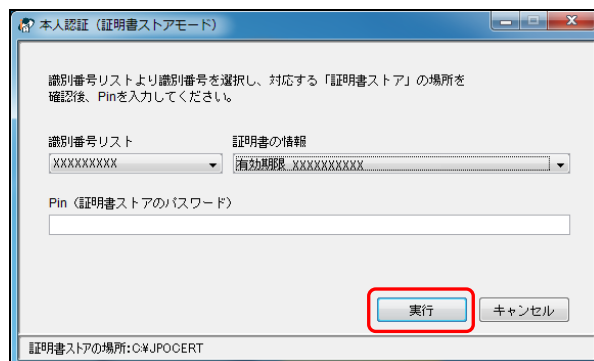 本人認証（証明書ストアモード）
識別番号リストより識別番号を選択し、対応する「証明書ストア」の場所を
確認後、Pinを入力してください。
識別番号リスト 証明書の情報
XXXXXXXXX 有効期限 XXXXXXXXXX
Pin（証明書ストアのパスワード）
実行 キャンセル
証明書ストアの場所:C:¥JPOCERT